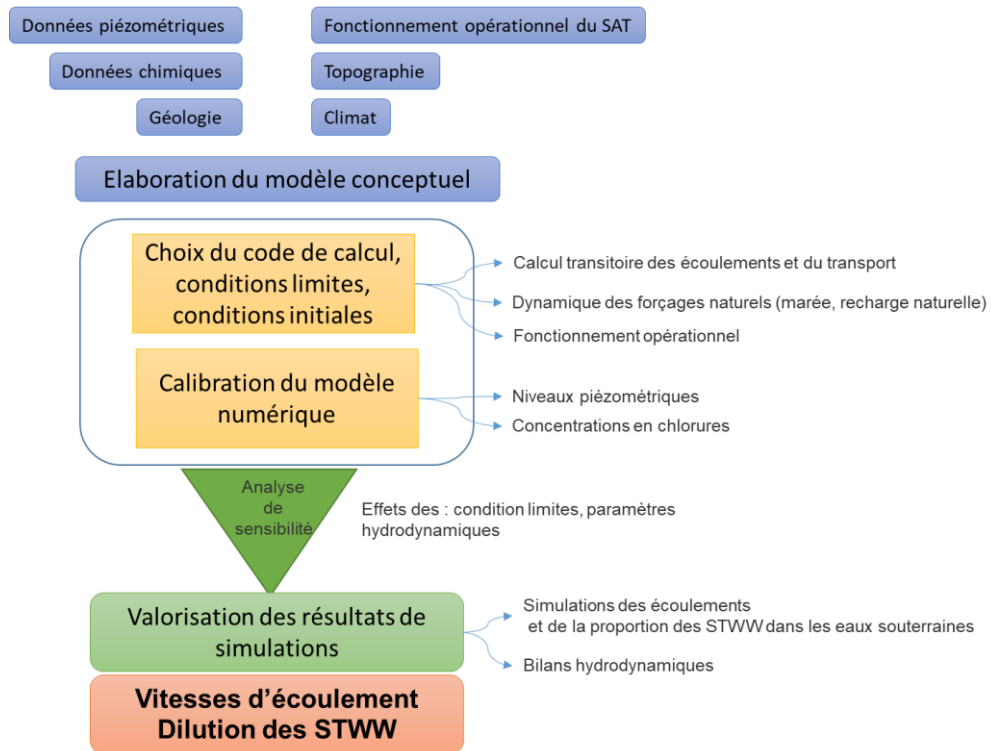 Données piézométriques
Fonctionnement opérationnel du SAT
Données chimiques
Topographie
Géologie
Climat
Elaboration du modèle conceptuel
Choix du code de calcul,
conditions limites,
conditions initiales
Calcul transitoire des écoulements et du transport
Dynamique des forçages naturels (marée, recharge naturelle)
Fonctionnement opérationnel
Calibration du modèle
numérique
Niveaux piézométriques
Concentrations en chlorures
Analyse
de
sensibilité
Effets des : condition limites, paramètres
hydrodynamiques
Valorisation des résultats de
simulations
Simulations des écoulements
et de la proportion des STWW dans les eaux souterraines
Bilans hydrodynamiques
Vitesses d'écoulement
Dilution des STWW